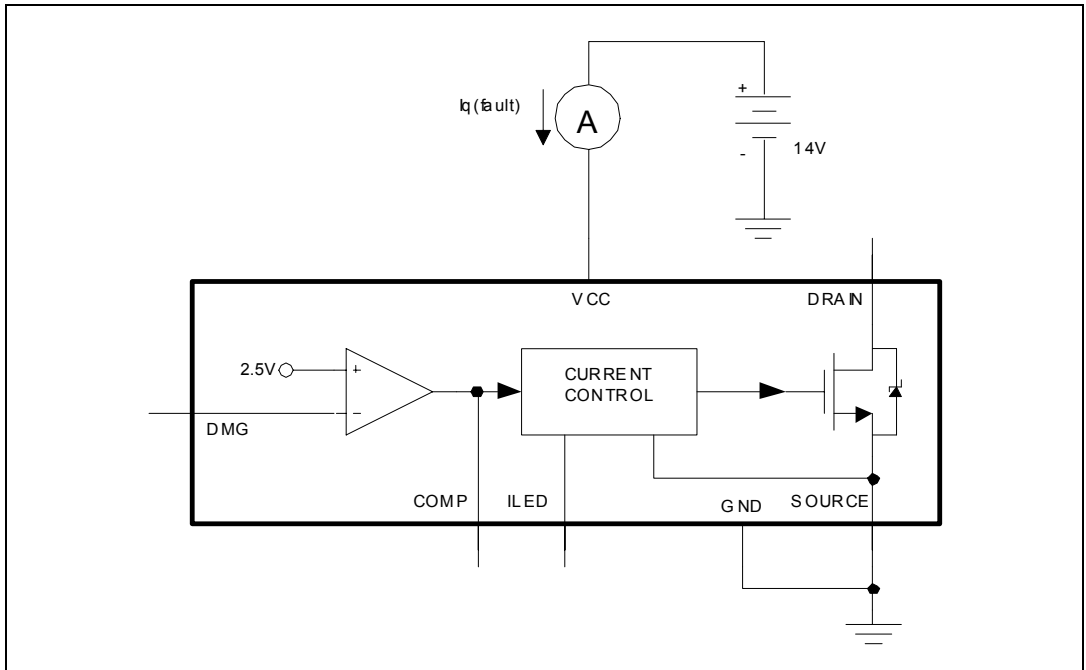 Iq(fault)
A
+
-
14V
VCC
DRAIN
2.5V
+
-
CURRENT
CONTROL
DMG
COMP
ILED
GND
SOURCE